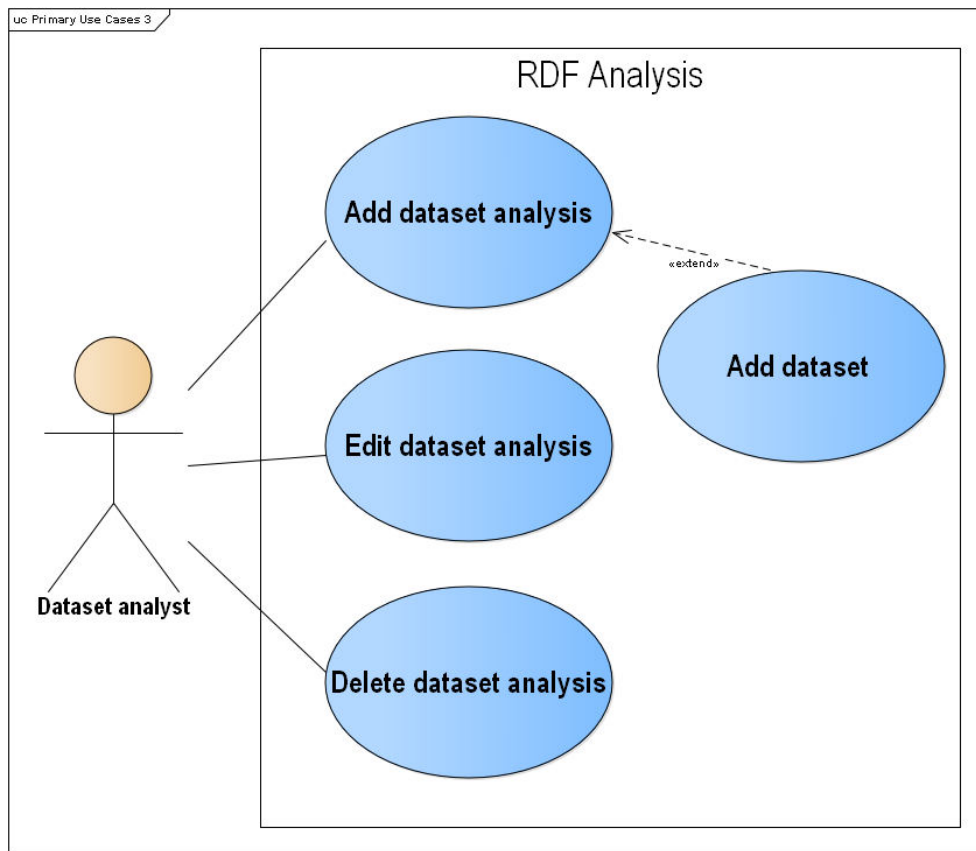 uc Primary Use Cases 3
RDF Analysis
Add dataset analysis
«extend»
Add dataset
Edit dataset analysis
Dataset analyst
Delete dataset analysis